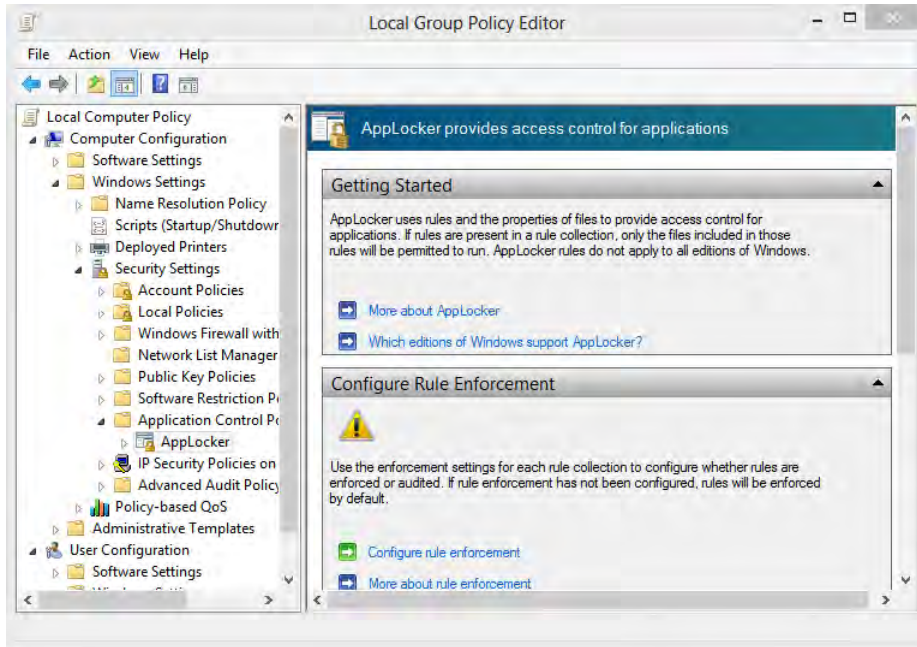 Local Group Policy Editor
File Action View Help
Local Computer Policy
Computer Configuration
Software Settings
Windows Settings
Name Resolution Policy
Scripts (Startup/Shutdowr
Deployed Printers
Security Settings
Account Policies
Local Policies
Windows Firewall with
Network List Manager
Public Key Policies
Software Restriction P
Application Control Po
AppLocker
IP Security Policies on
Advanced Audit Policy
Policy-based QoS
Administrative Templates
User Configuration
Software Settings
AppLocker provides access control for applications
Getting Started
AppLocker uses rules and the properties of files to provide access control for
applications. If rules are present in a rule collection, only the files included in those
rules will be permitted to run. AppLocker rules do not apply to all editions of Windows.
More about AppLocker
Which editions of Windows support AppLocker?
Configure Rule Enforcement
Use the enforcement settings for each rule collection to configure whether rules are
enforced or audited. If rule enforcement has not been configured, rules will be enforced
by default.
Configure rule enforcement
More about rule enforcement